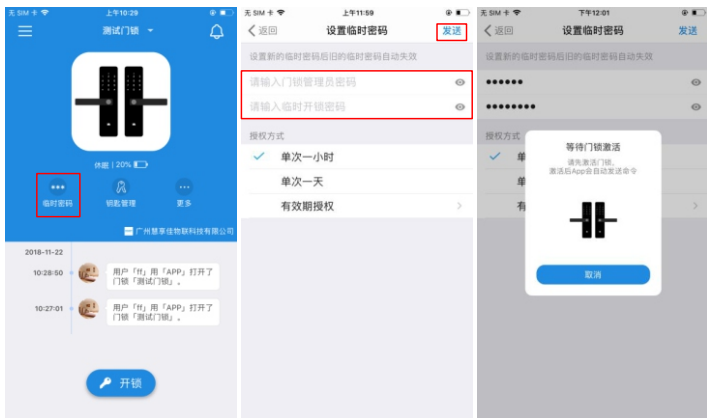 无 SIM 卡
上午10:29
测试门锁
休眠 | 20%
临时密码
钥匙管理
更多
广州慧享佳物联科技有限公司
2018-11-22
10:28:50
用户「ff」用「APP」打开了
门锁「测试门锁」。
10:27:01
用户「ff」用「APP」打开了
门锁「测试门锁」。
开锁
无 SIM 卡
上午11:59
返回
设置临时密码
发送
设置新的临时密码后旧的临时密码自动失效
请输入门锁管理员密码
请输入临时开锁密码
授权方式
单次一小时
单次一天
有效期授权
无 SIM 卡
下午12:01
返回
设置临时密码
发送
设置新的临时密码后旧的临时密码自动失效
授权方式
单
单
有
等待门锁激活
请先激活门锁,
激活后App会自动发送命令
取消